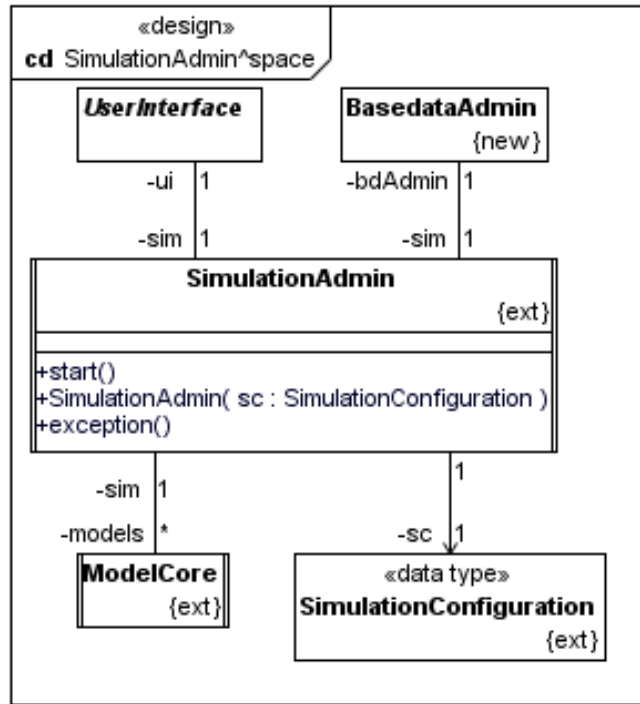 «design»
cd SimulationAdmin^space
UserInterface
BasedataAdmin
{new}
-ui 1
-bdAdmin 1
-sim 1
-sim 1
SimulationAdmin
{ext}
+start()
+SimulationAdmin( sc : SimulationConfiguration )
+exception()
-sim 1
1
-models *
-sc 1
ModelCore
{ext}
«data type»
SimulationConfiguration
{ext}